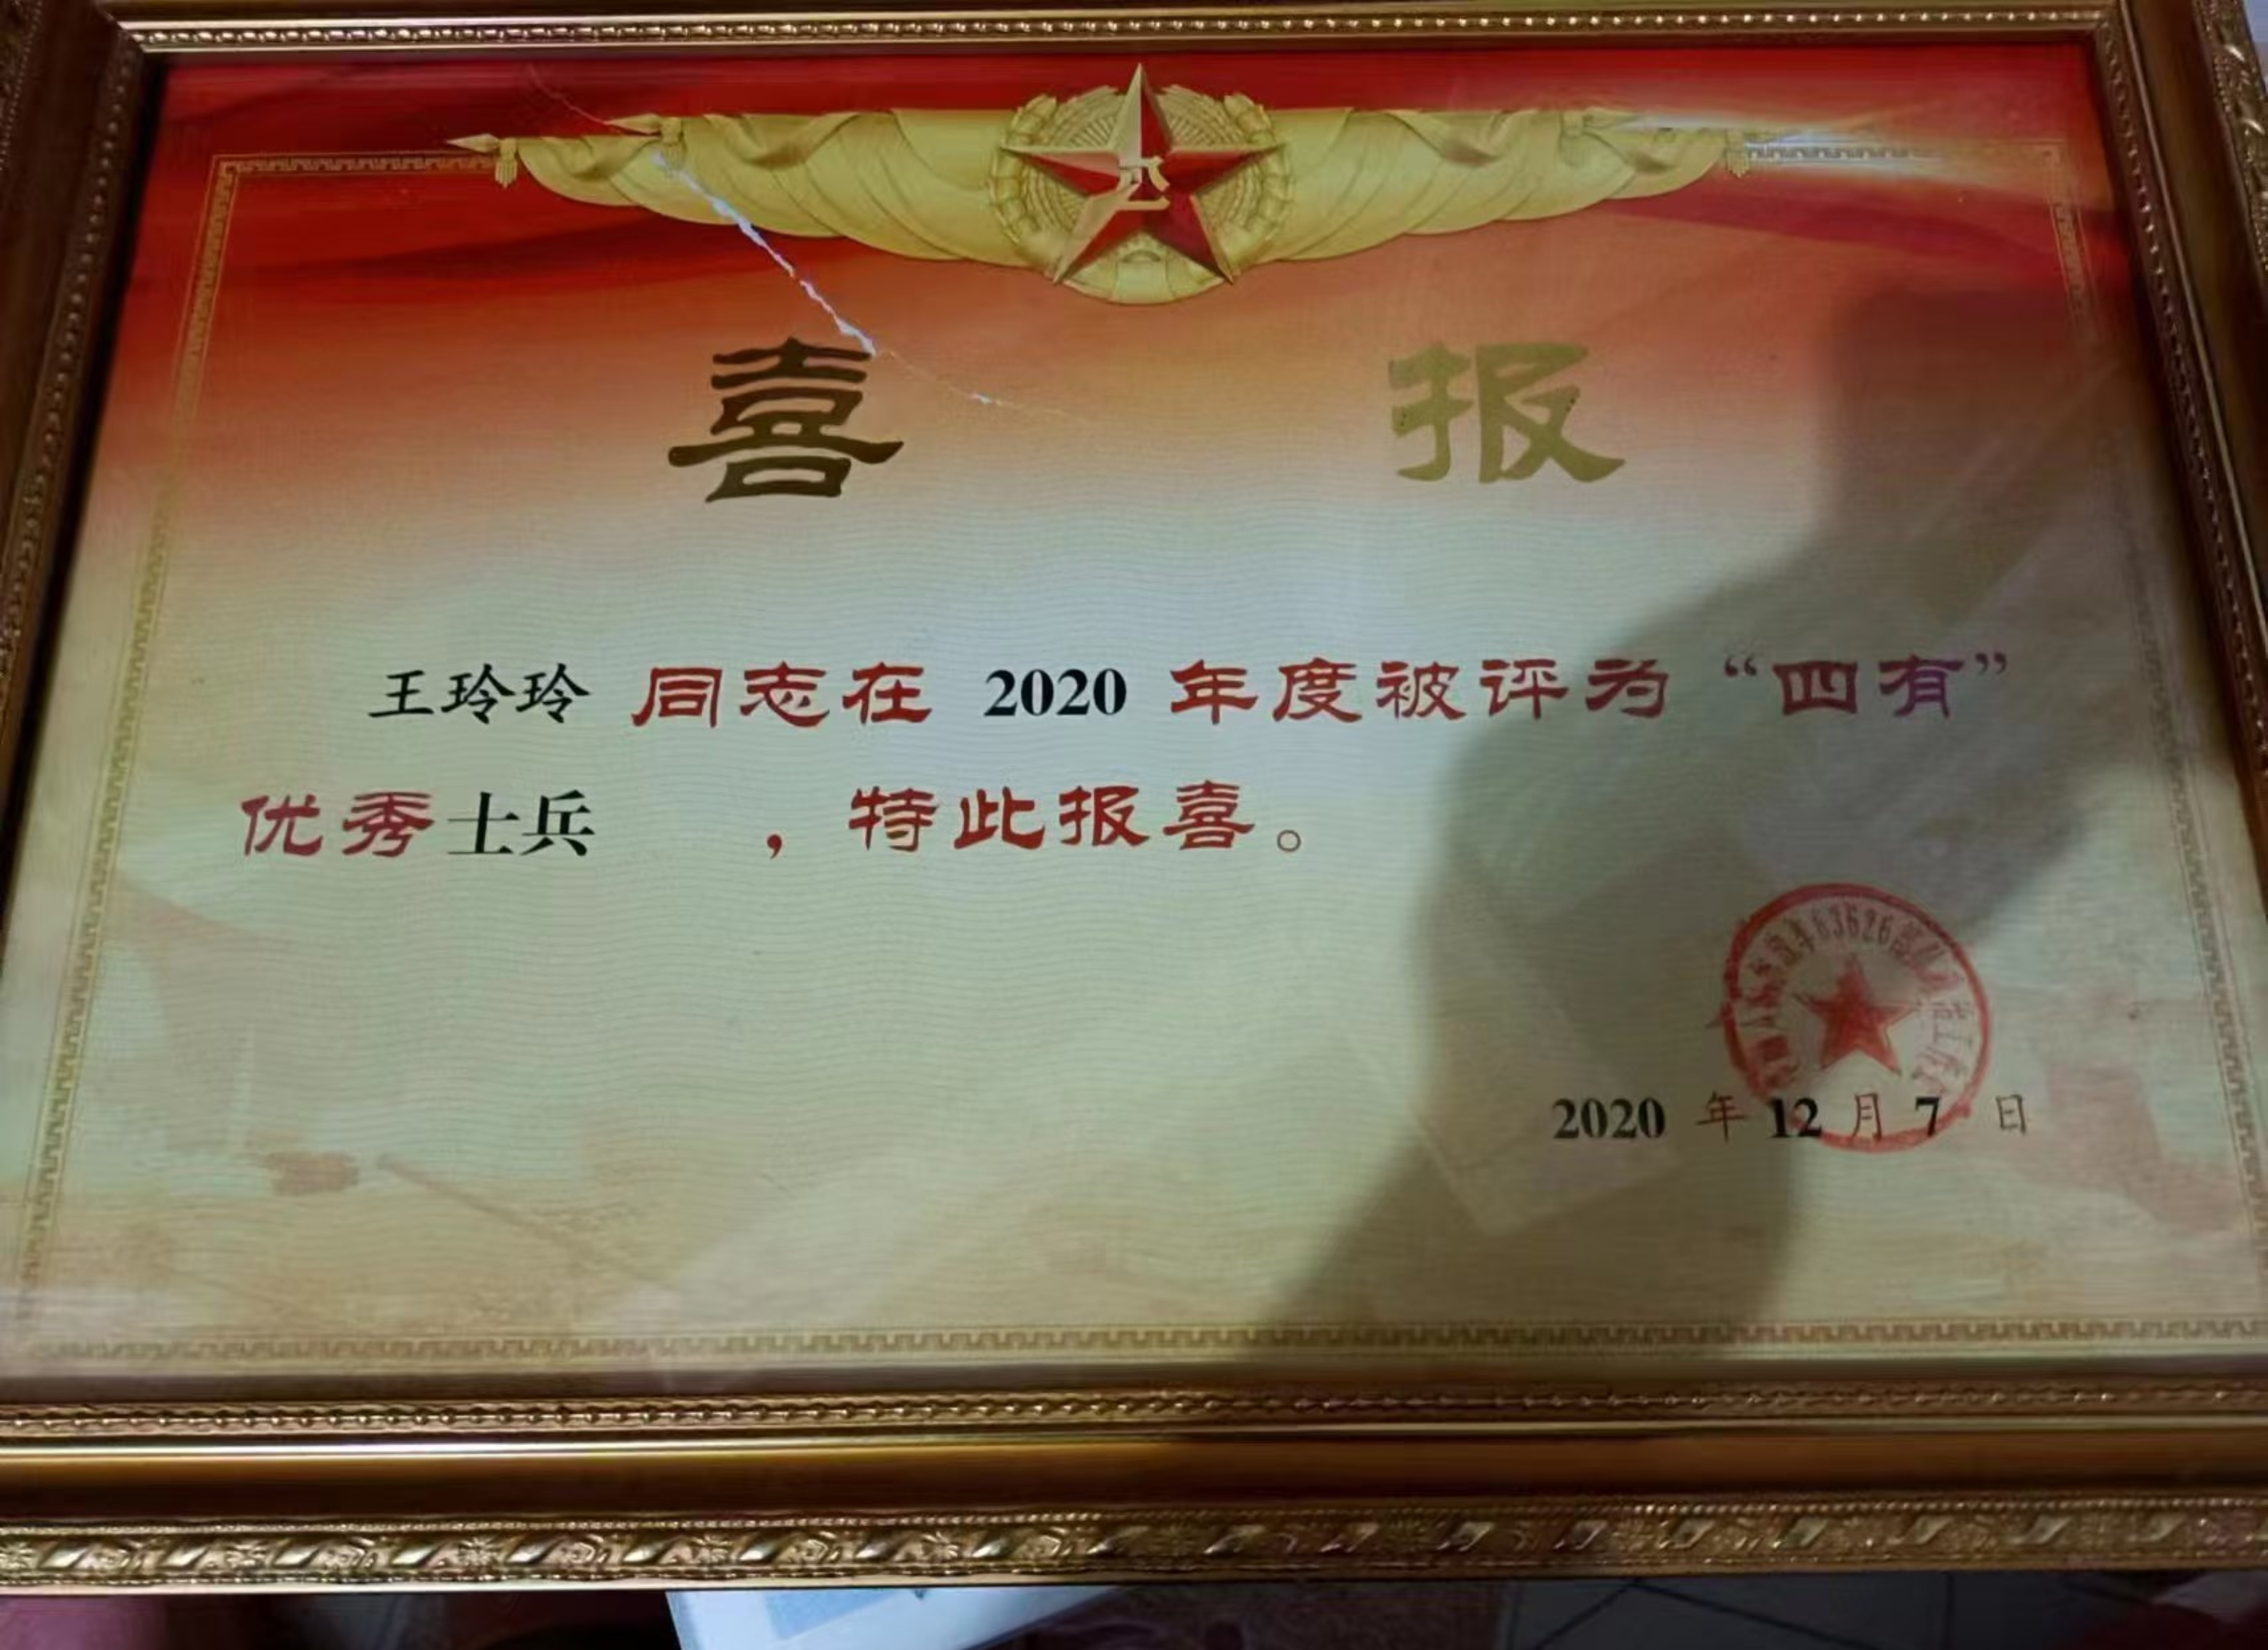 喜 报
王玲玲 同志在 2020 年度被评为“四有”
优秀士兵 ，特此报喜。
63626
2020 年 12 月 7 日